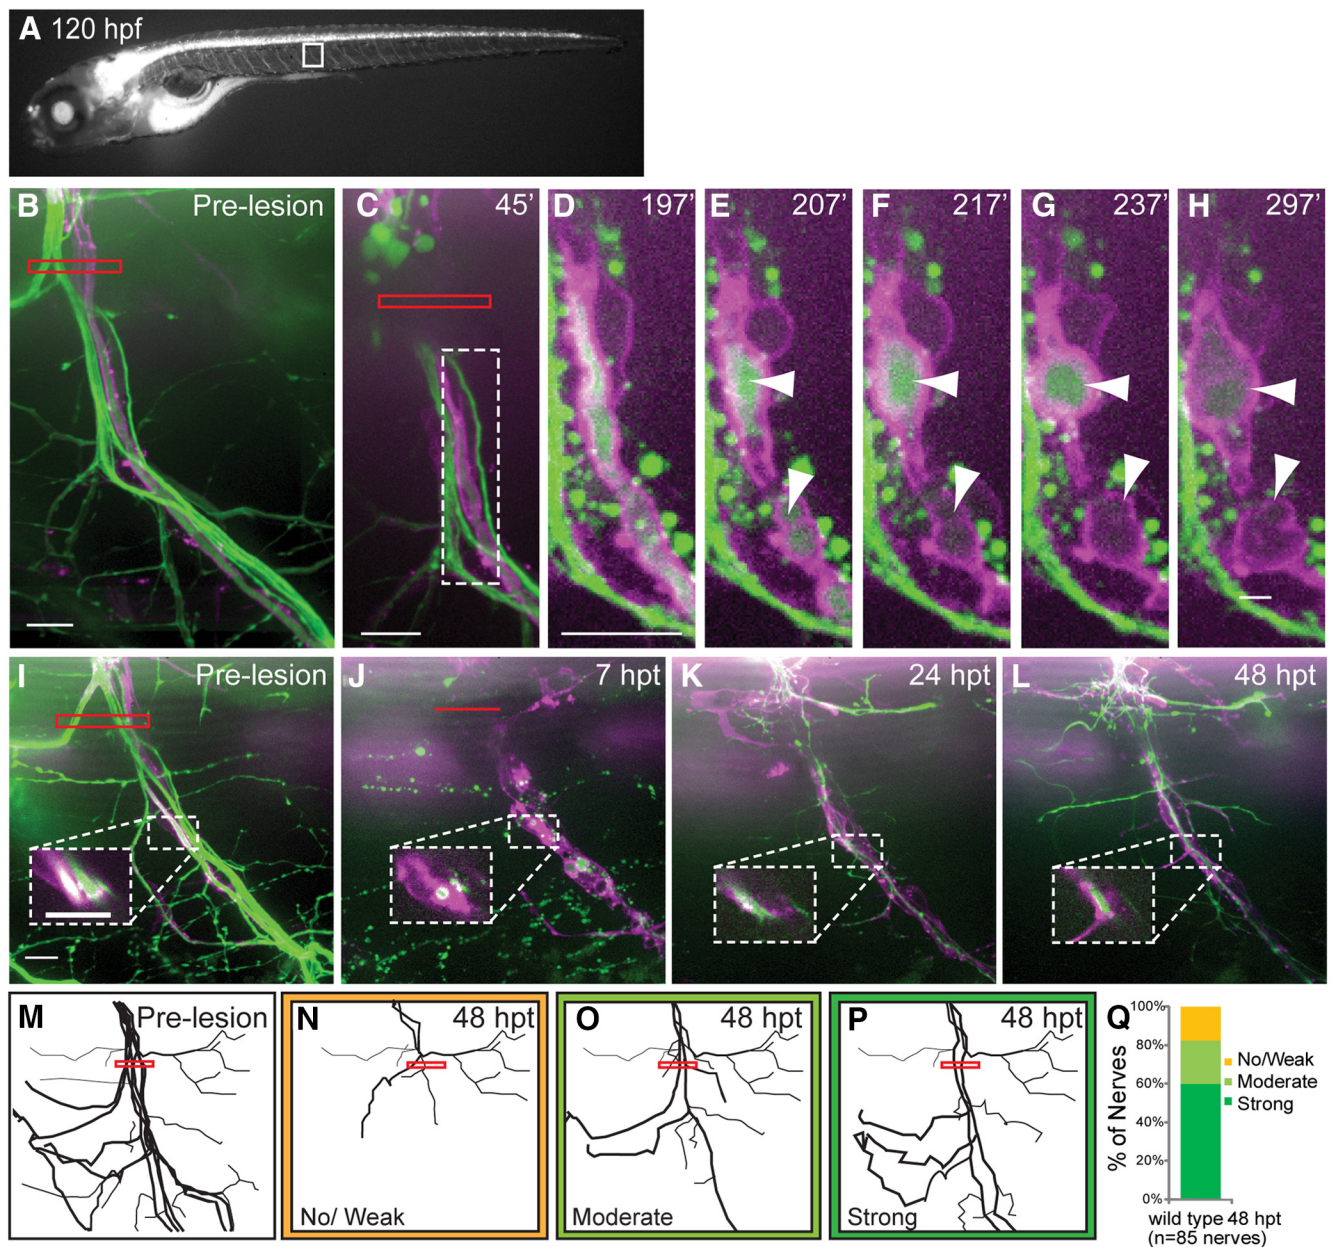 A 120 hpf
B Pre-lesion
C 45’
D 197’
E 207’
F 217’
G 237’
H 297’
I Pre-lesion
J 7 hpt
K 24 hpt
L 48 hpt
M Pre-lesion
N 48 hpt
No/ Weak
O 48 hpt
Moderate
P 48 hpt
Strong
Q
% of Nerves
100%
80%
60%
40%
20%
0%
No/Weak
Moderate
Strong
wild type 48 hpt
(n=85 nerves)